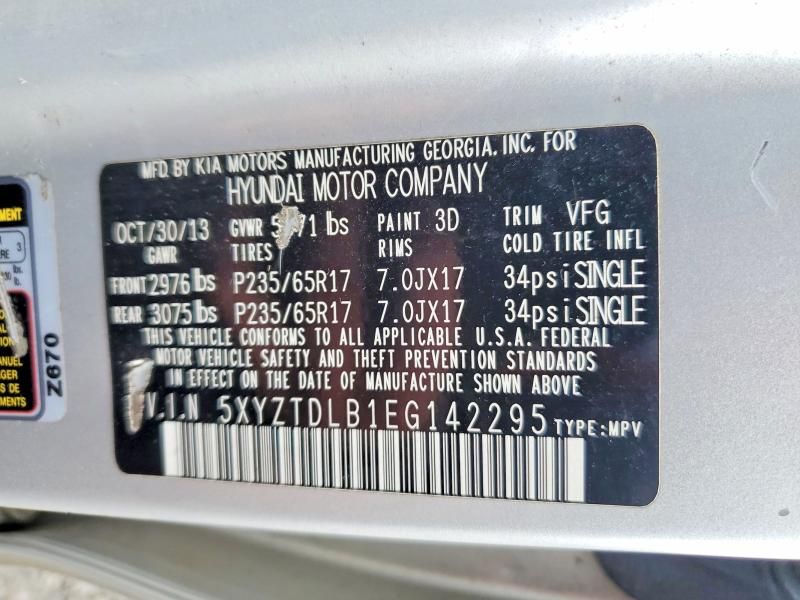 MFD. BY KIA MOTORS MANUFACTURING GEORGIA. INC. FOR
HYUNDAI MOTOR COMPANY
OCT/30/13 GVWR lbs PAINT 3D TRIM VFG
GAWR TIRES RIMS COLD TIRE INFL
FRONT 2976 lbs P235/65R17 7.0JX17 34psi SINGLE
REAR 3075 lbs P235/65R17 7.0JX17 34psi SINGLE
THIS VEHICLE CONFORMS TO ALL APPLICABLE U.S.A. FEDERAL
MOTOR VEHICLE SAFETY AND THEFT PREVENTION STANDARDS
IN EFFECT ON THE DATE OF MANUFACTURE SHOWN ABOVE
V.I.N 5XYZTDLB1EG142295 TYPE:MPV
Z670
3
lbs.